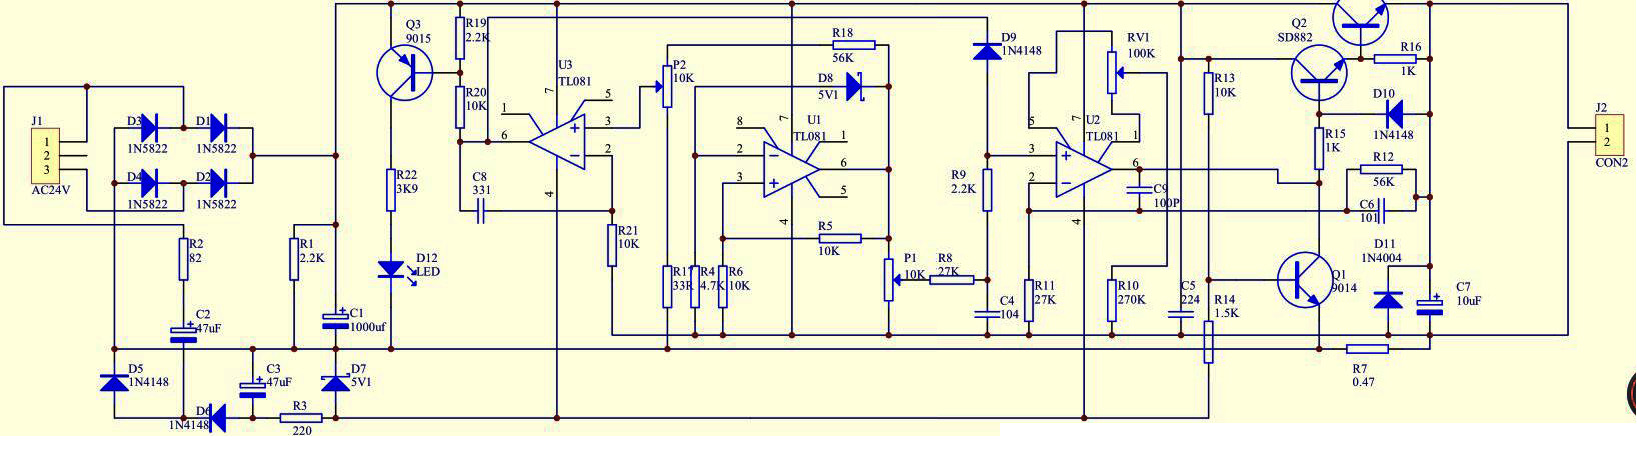 J1
1
2
3
AC24V
D3
1N5822
D1
1N5822
D4
1N5822
D2
1N5822
R2
82
C2
47uF
R1
2.2K
C1
1000uf
D5
1N4148
D6
1N4148
C3
47uF
R3
220
D7
5V1
Q3
9015
R22
3K9
D12
LED
R19
2.2K
R20
10K
C8
331
U3
TL081
7
5
1
6
3
2
4
R21
10K
P2
10K
R18
56K
D8
5V1
U1
TL081
7
8
1
2
6
3
5
4
R5
10K
R17
33R
R4
4.7K
R6
10K
P1
10K
R8
27K
D9
1N4148
R9
2.2K
C4
104
RV1
100K
U2
TL081
7
5
1
3
6
2
4
C9
100P
R11
27K
R10
270K
C5
224
R13
10K
R14
1.5K
Q2
SD882
R16
1K
D10
1N4148
R15
1K
R12
56K
C6
101
Q1
9014
D11
1N4004
C7
10uF
R7
0.47
J2
1
2
CON2